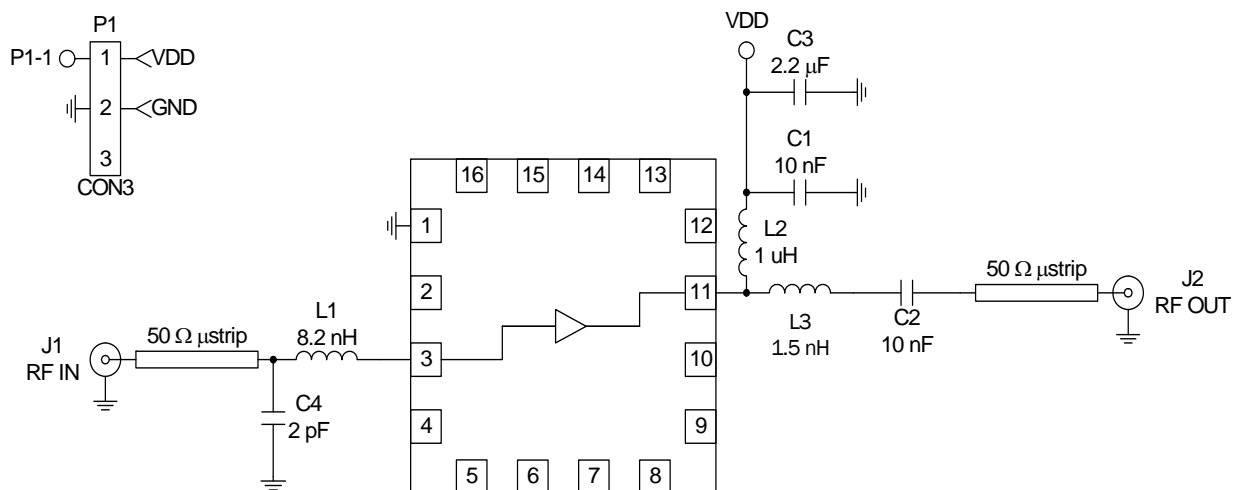 P1
P1-1
1
VDD
2
GND
3
CON3
VDD
C3
2.2 μF
C1
10 nF
L2
1 uH
16
15
14
13
1
12
2
11
3
10
4
9
5
6
7
8
J1
RF IN
50 Ω μstrip
L1
8.2 nH
C4
2 pF
L3
1.5 nH
C2
10 nF
50 Ω μstrip
J2
RF OUT